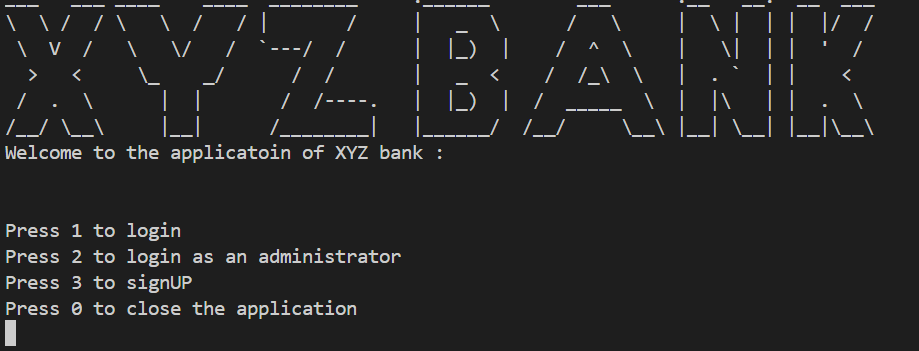 XYZ BANK
Welcome to the applicatoin of XYZ bank :
Press 1 to login
Press 2 to login as an administrator
Press 3 to signUP
Press 0 to close the application